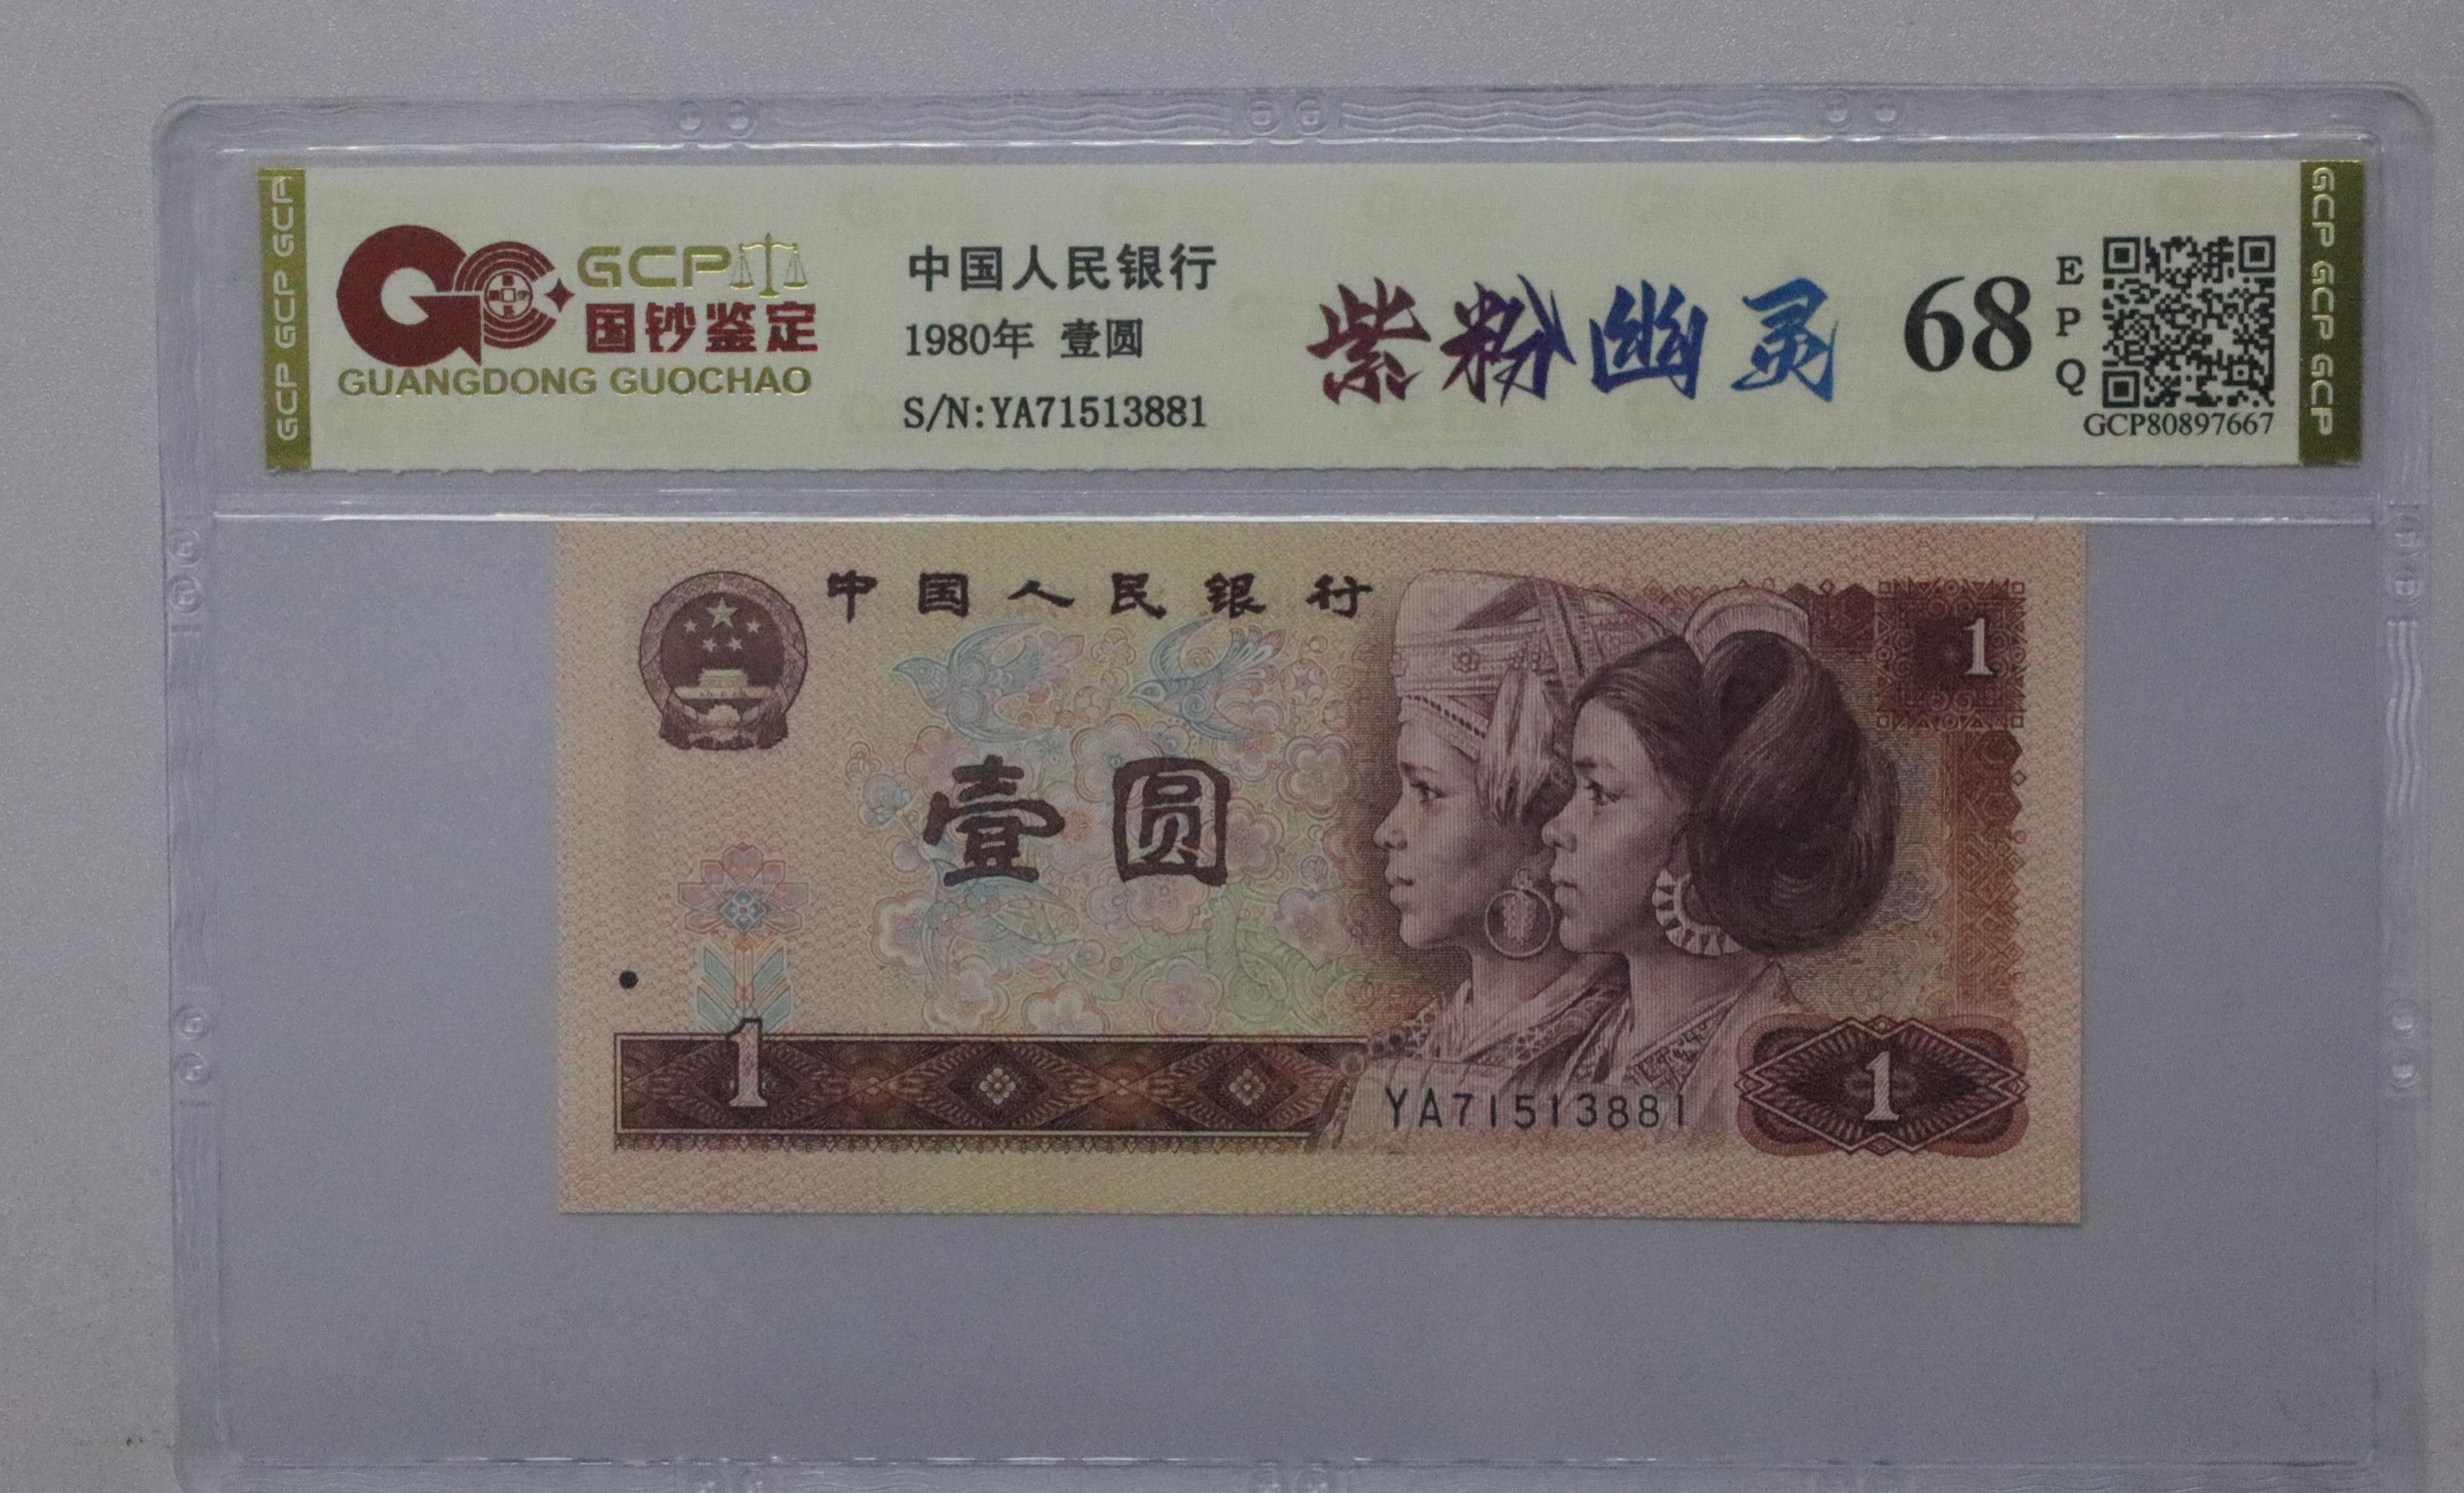 GCP GCP GCP
GCP
国钞鉴定
GUANGDONG GUOCHAO
中国人民银行
1980年 壹圆
S/N:YA71513881
紫粉幽灵
68
EPQ
GCP80897667
GCP GCP GCP
中国人民银行
1
壹圆
1
YA71513881
1